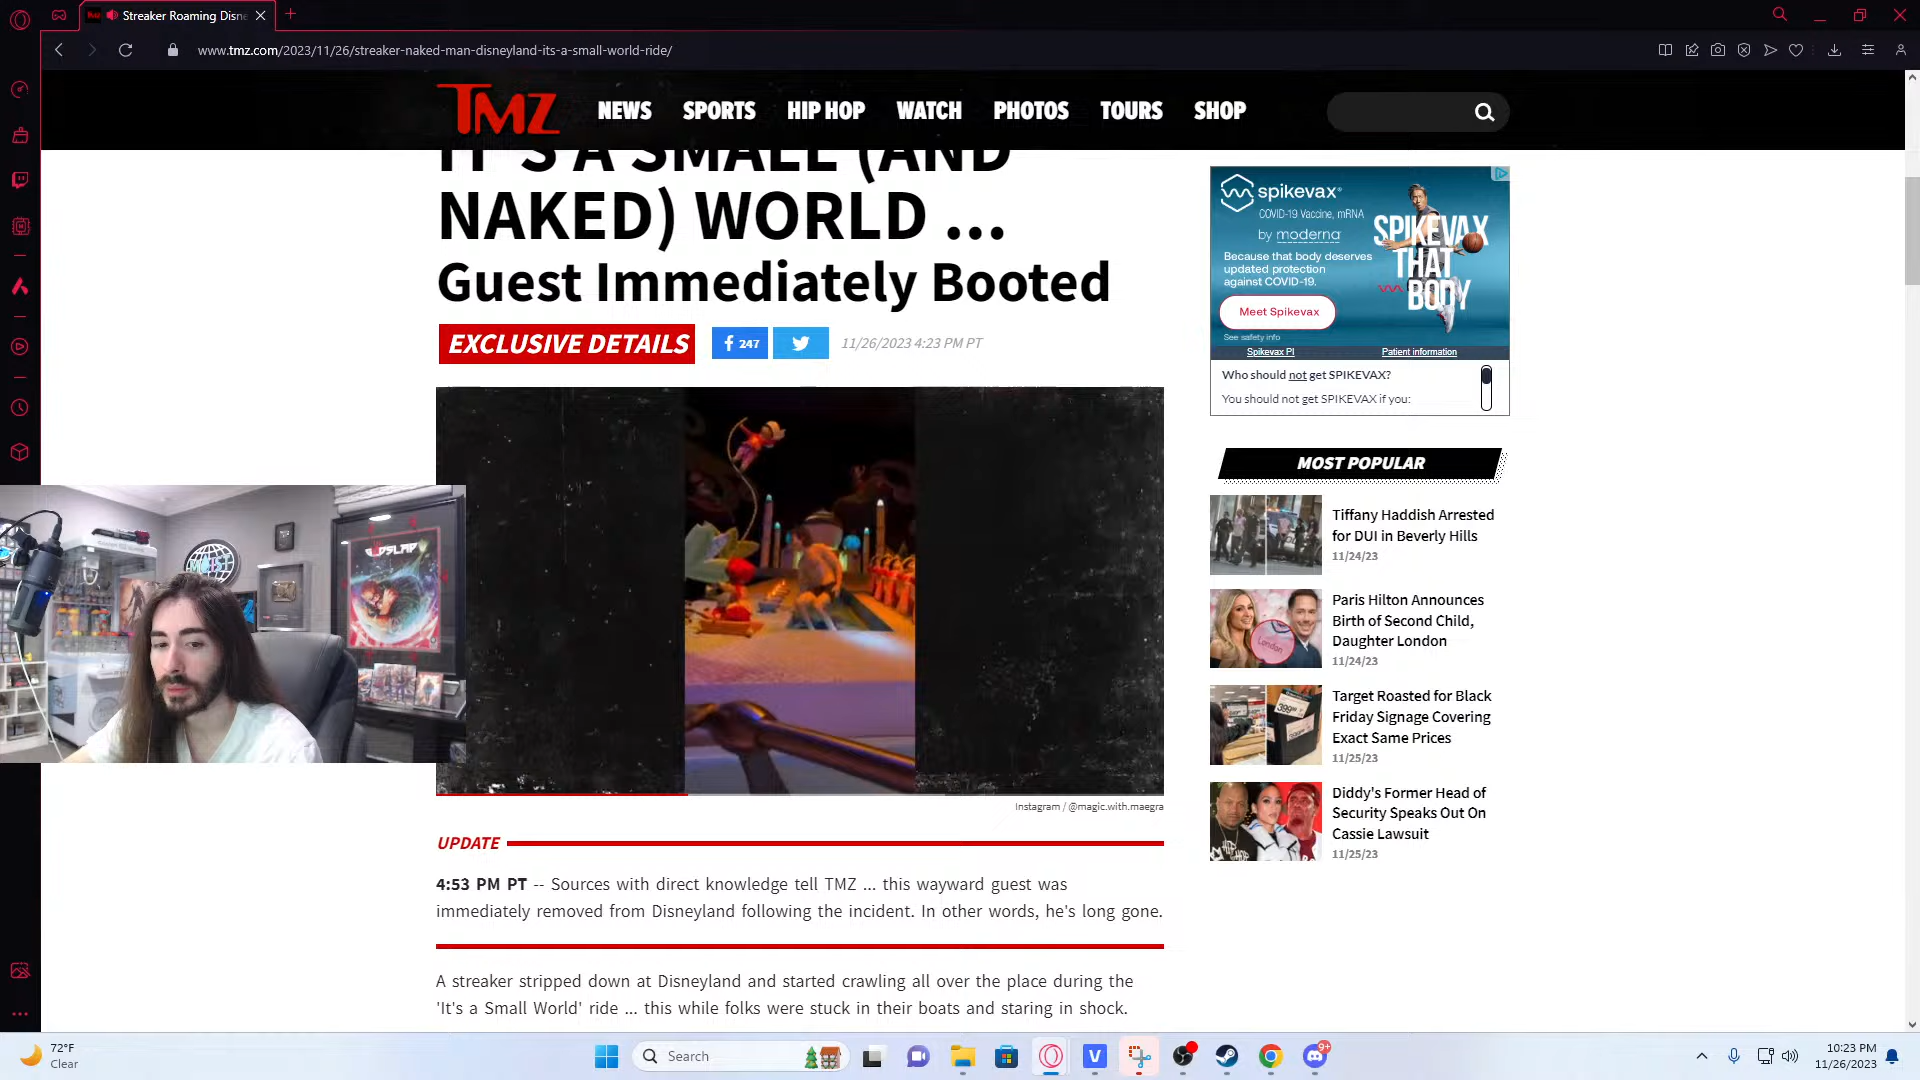 Streaker Roaming Disne
www.tmz.com/2023/11/26/streaker-naked-man-disneyland-its-a-small-world-ride/
TMZ
NEWS
SPORTS
HIP HOP
WATCH
PHOTOS
TOURS
SHOP
IT'S A SMALL (AND
NAKED) WORLD ...
Guest Immediately Booted
EXCLUSIVE DETAILS
247
11/26/2023 4:23 PM PT
Instagram / @magic.with.maegra
UPDATE
4:53 PM PT -- Sources with direct knowledge tell TMZ ... this wayward guest was
immediately removed from Disneyland following the incident. In other words, he's long gone.
A streaker stripped down at Disneyland and started crawling all over the place during the
'It's a Small World' ride ... this while folks were stuck in their boats and staring in shock.
spikevax®
COVID-19 Vaccine, mRNA
by moderna
Because that body deserves
updated protection
against COVID-19.
Meet Spikevax
See safety info
SPIKEVAX
THAT
BODY
Spikevax PI
Patient information
Who should not get SPIKEVAX?
You should not get SPIKEVAX if you:
MOST POPULAR
Tiffany Haddish Arrested
for DUI in Beverly Hills
11/24/23
Paris Hilton Announces
Birth of Second Child,
Daughter London
11/24/23
Target Roasted for Black
Friday Signage Covering
Exact Same Prices
11/25/23
Diddy's Former Head of
Security Speaks Out On
Cassie Lawsuit
11/25/23
72°F
Clear
Search
9+
10:23 PM
11/26/2023